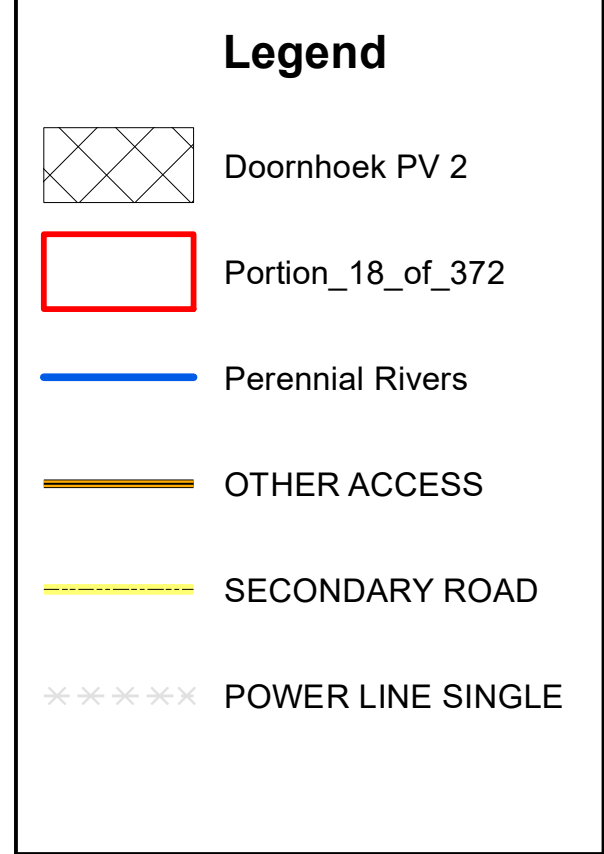 Legend
Doornhoek PV 2
Portion_18_of_372
Perennial Rivers
OTHER ACCESS
SECONDARY ROAD
POWER LINE SINGLE